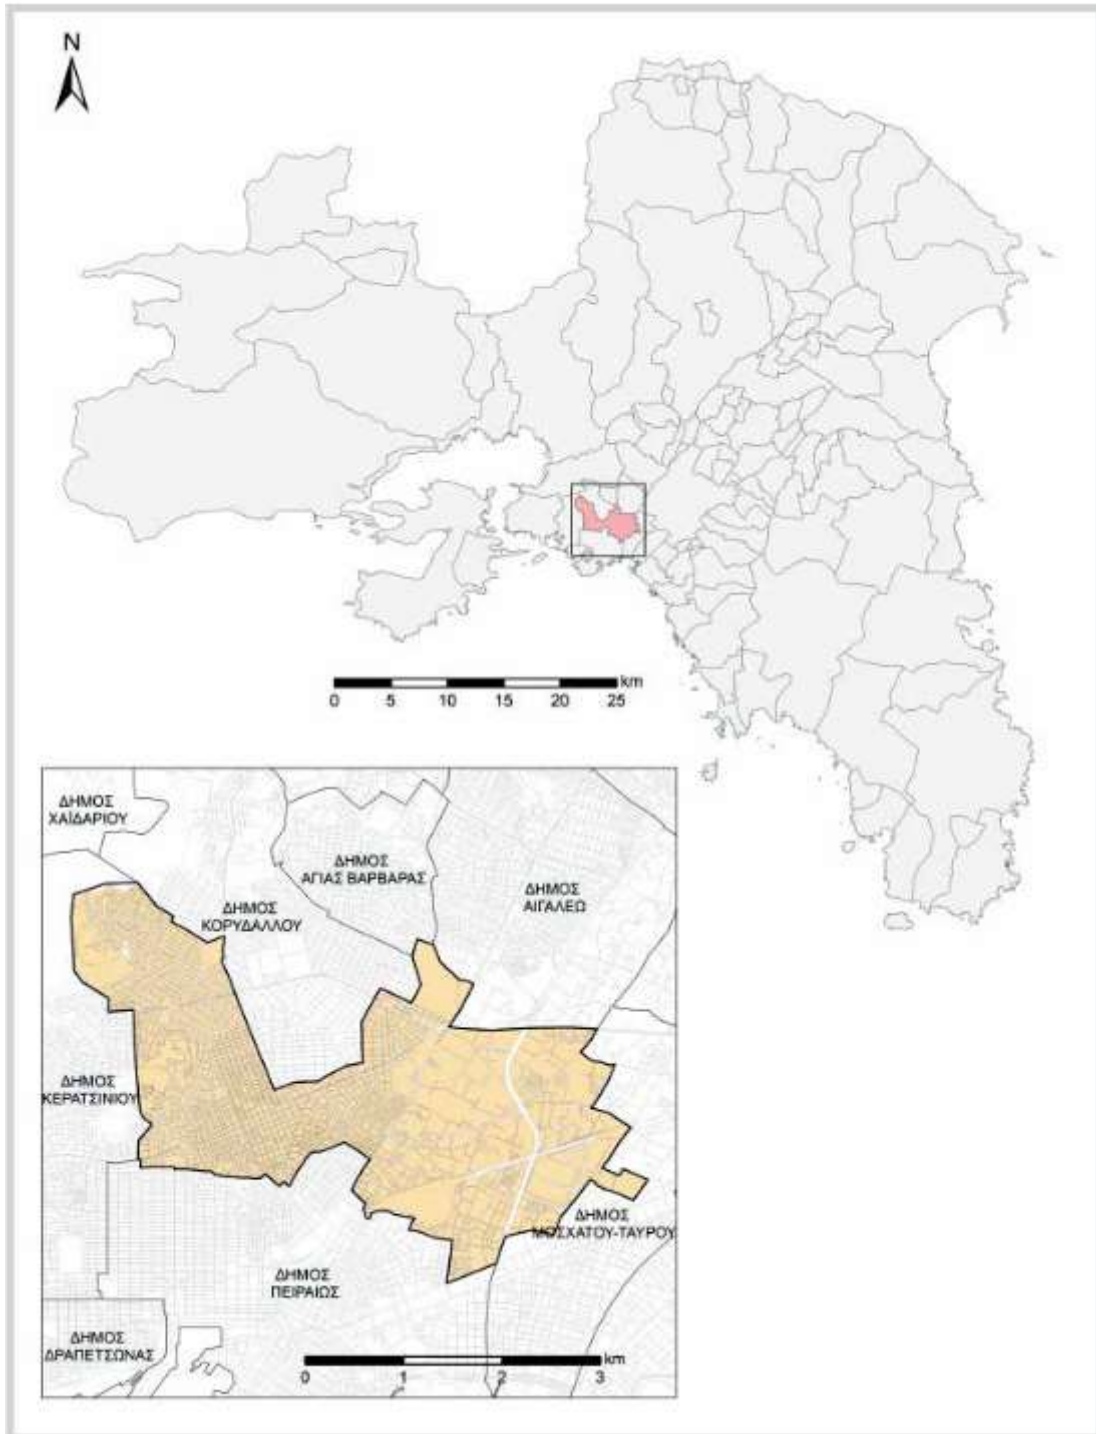 N
km
0 5 10 15 20 25
ΔΗΜΟΣ
ΧΑΪΔΑΡΙΟΥ
ΔΗΜΟΣ
ΑΓΙΑΣ ΒΑΡΒΑΡΑΣ
ΔΗΜΟΣ
ΑΙΓΑΛΕΩ
ΔΗΜΟΣ
ΚΟΡΥΔΑΛΛΟΥ
ΔΗΜΟΣ
ΚΕΡΑΤΣΙΝΙΟΥ
ΔΗΜΟΣ
ΜΟΣΧΑΤΟΥ-ΤΑΥΡΟΥ
ΔΗΜΟΣ
ΠΕΙΡΑΙΩΣ
ΔΗΜΟΣ
ΔΡΑΠΕΤΣΩΝΑΣ
km
0 1 2 3